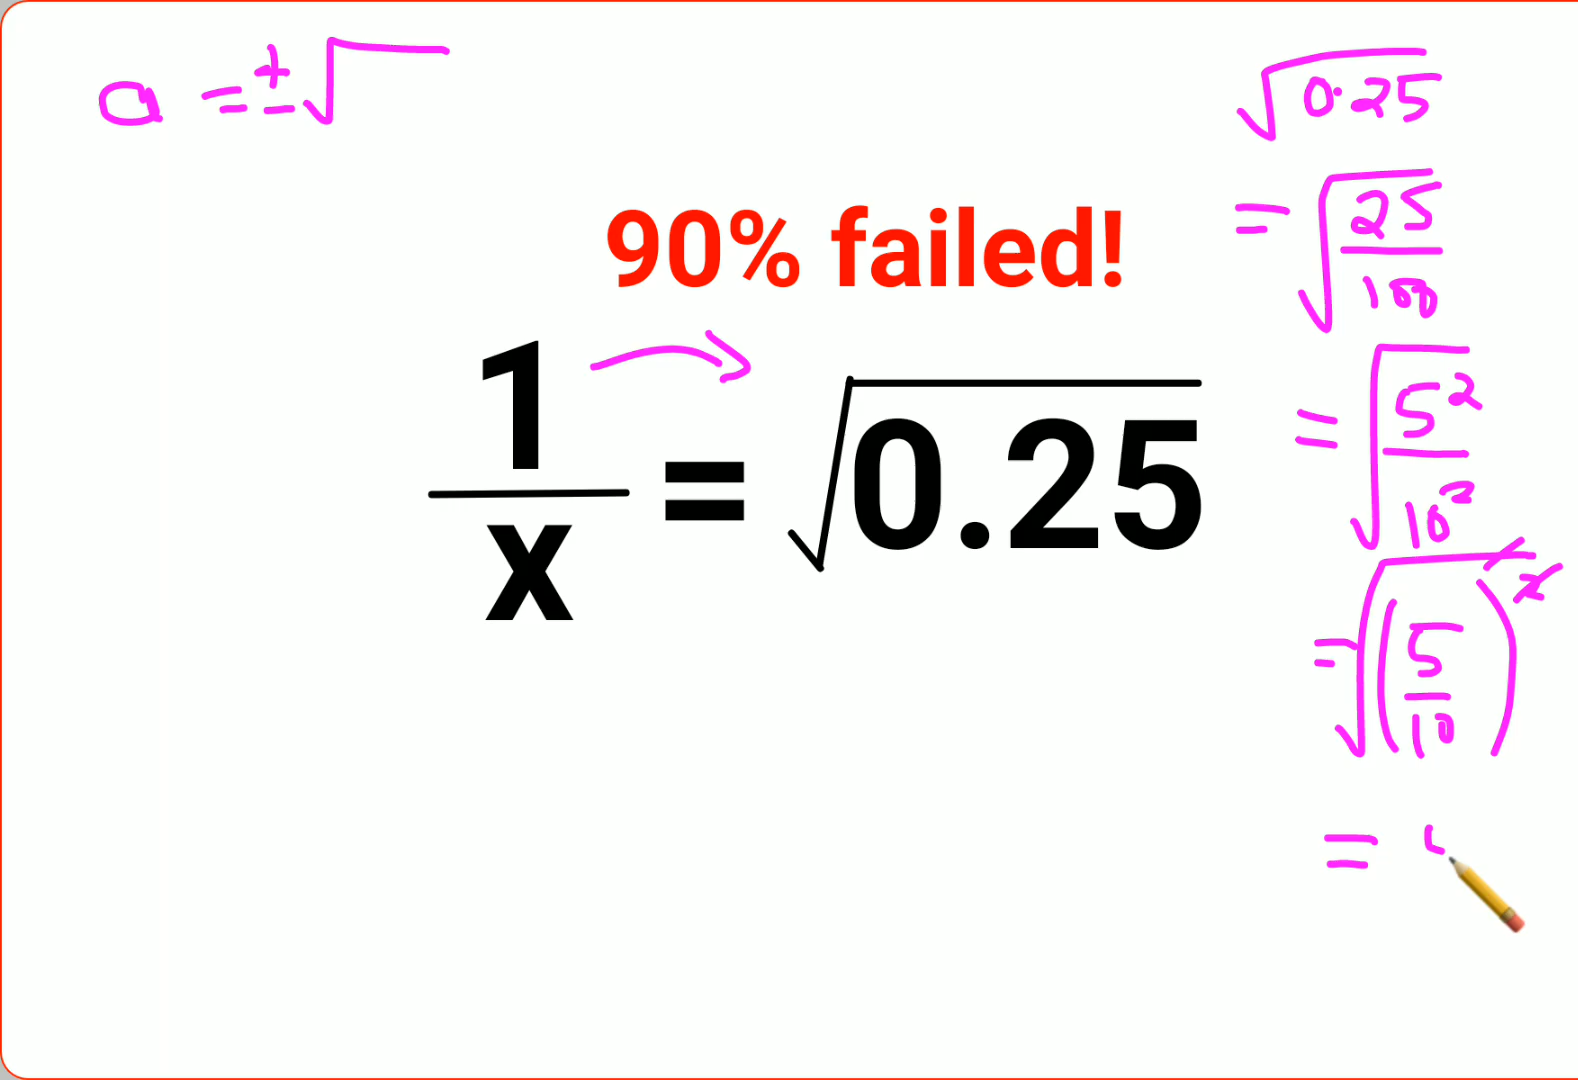 a = ±√
√0.25
= √25/100
90% failed!
1/x = √0.25
= √5²/10²
= √(5/10)²
=